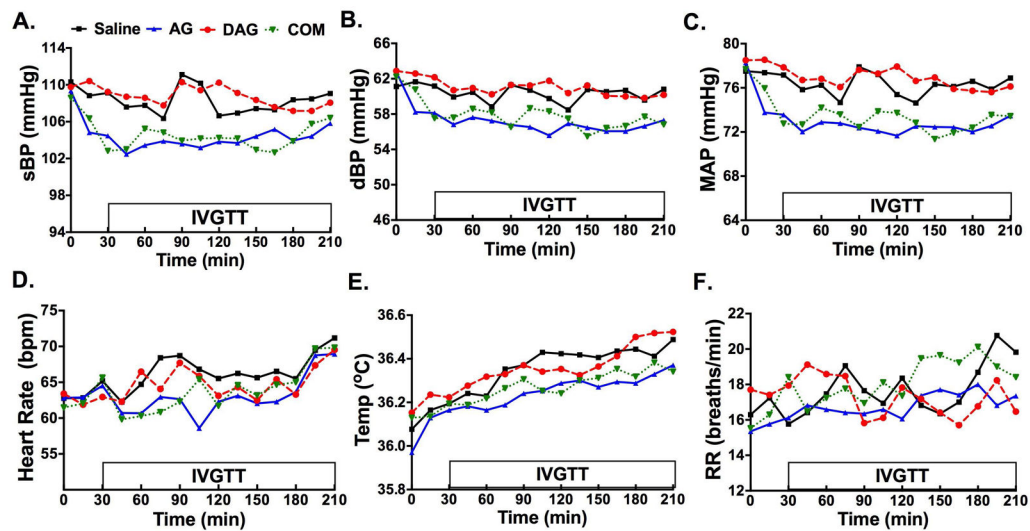 A.
Saline AG DAG COM
sBP (mmHg)
114
110
106
102
98
94
IVGTT
0 30 60 90 120 150 180 210
Time (min)
B.
dBP (mmHg)
66
62
58
54
50
46
IVGTT
0 30 60 90 120 150 180 210
Time (min)
C.
MAP (mmHg)
80
76
72
68
64
IVGTT
0 30 60 90 120 150 180 210
Time (min)
D.
Heart Rate (bpm)
75
70
65
60
55
IVGTT
0 30 60 90 120 150 180 210
Time (min)
E.
Temp (°C)
36.6
36.4
36.2
36.0
35.8
IVGTT
0 30 60 90 120 150 180 210
Time (min)
F.
RR (breaths/min)
22
20
18
16
14
12
IVGTT
0 30 60 90 120 150 180 210
Time (min)